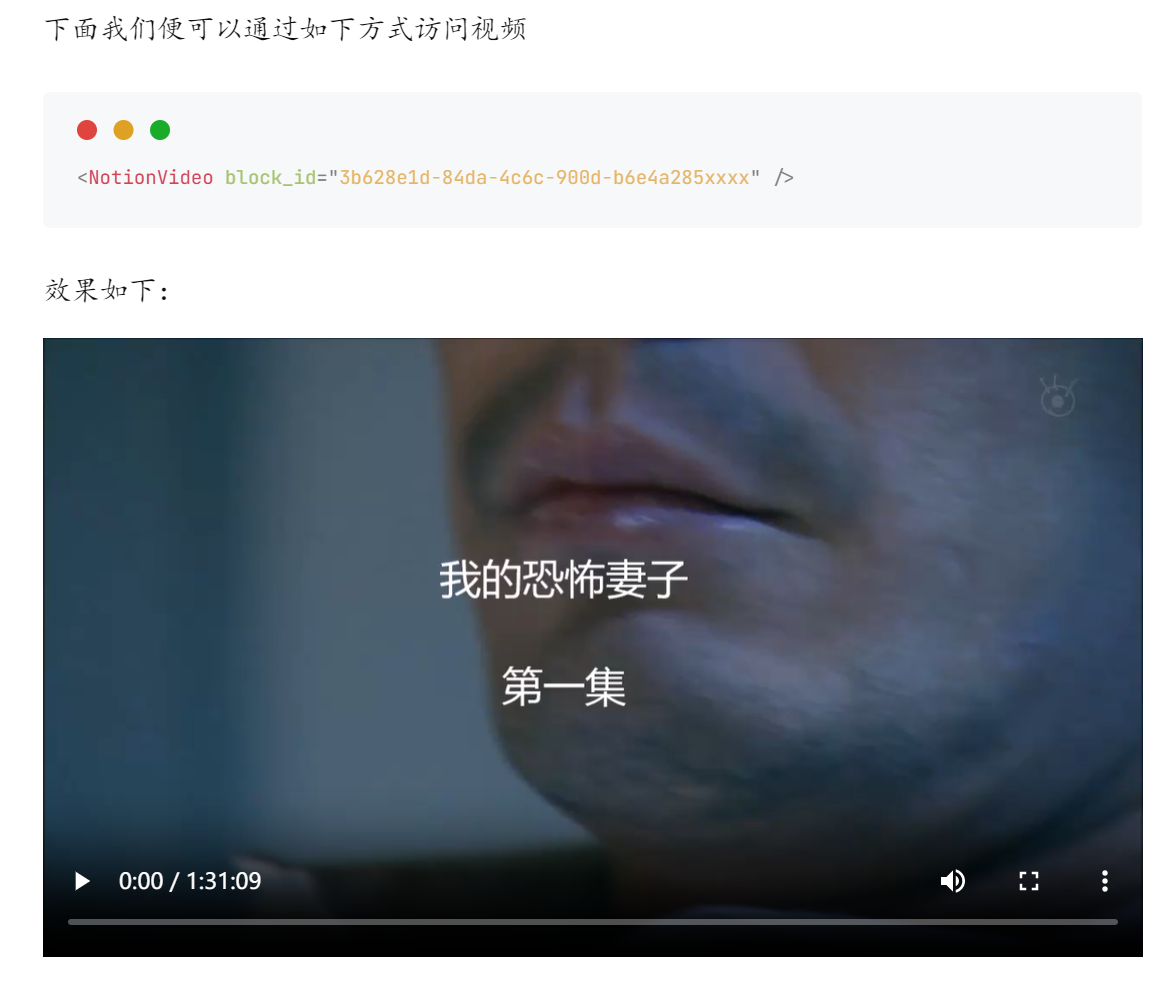 下面我们便可以通过如下方式访问视频
<NotionVideo block_id="3b628e1d-84da-4c6c-900d-b6e4a285xxxx" />
效果如下：
我的恐怖妻子
第一集
0:00 / 1:31:09